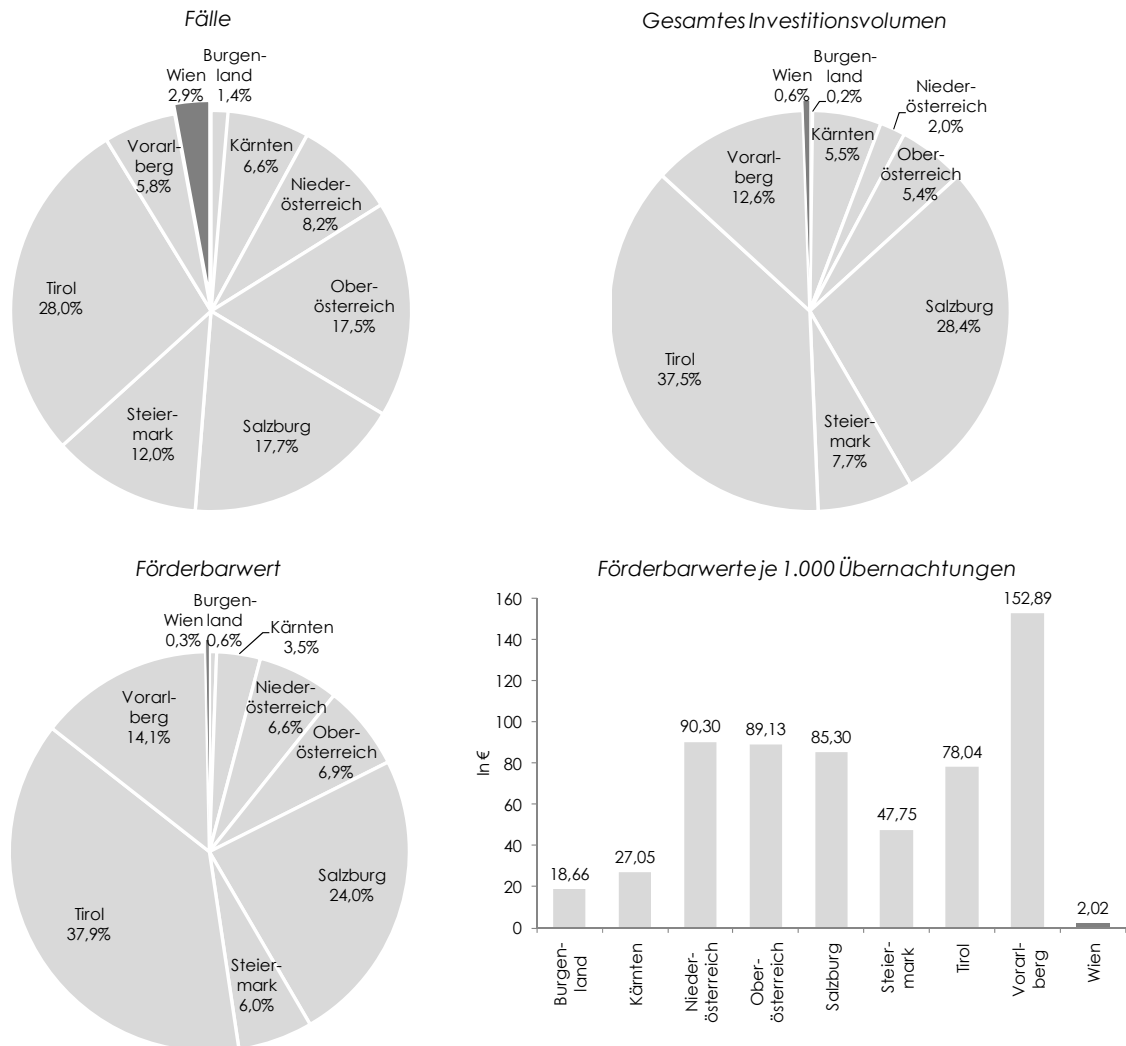 Fälle
Burgen-
land
1,4%
Wien
2,9%
Kärnten
6,6%
Nieder-
österreich
8,2%
Ober-
österreich
17,5%
Salzburg
17,7%
Steier-
mark
12,0%
Tirol
28,0%
Vorarl-
berg
5,8%
Gesamtes Investitionsvolumen
Burgen-
land
0,2%
Wien
0,6%
Kärnten
5,5%
Nieder-
österreich
2,0%
Ober-
österreich
5,4%
Salzburg
28,4%
Steier-
mark
7,7%
Tirol
37,5%
Vorarl-
berg
12,6%
Förderbarwert
Burgen-
land
0,6%
Wien
0,3%
Kärnten
3,5%
Nieder-
österreich
6,6%
Ober-
österreich
6,9%
Salzburg
24,0%
Steier-
mark
6,0%
Tirol
37,9%
Vorarl-
berg
14,1%
Förderbarwerte je 1.000 Übernachtungen
In €
160
140
120
100
80
60
40
20
0
18,66
27,05
90,30
89,13
85,30
47,75
78,04
152,89
2,02
Burgen-
land
Kärnten
Nieder-
österreich
Ober-
österreich
Salzburg
Steier-
mark
Tirol
Vorarl-
berg
Wien